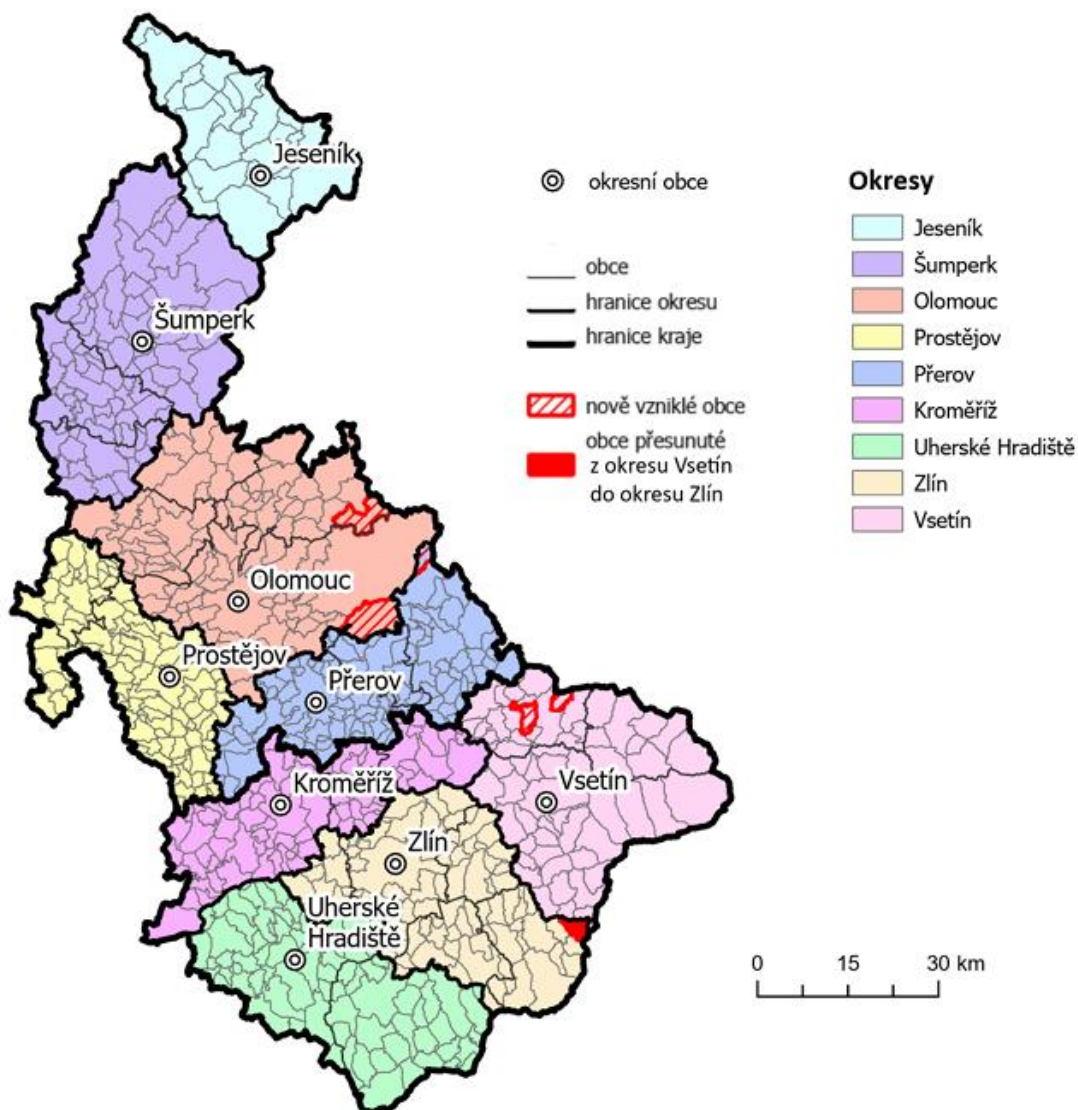 Jeseník
Šumperk
Olomouc
Prostějov
Přerov
Kroměříž
Vsetín
Zlín
Uherské
Hradiště
okresní obce
obce
hranice okresu
hranice kraje
nově vzniklé obce
obce přesunuté
z okresu Vsetín
do okresu Zlín
Okresy
Jeseník
Šumperk
Olomouc
Prostějov
Přerov
Kroměříž
Uherské Hradiště
Zlín
Vsetín
0 15 30 km